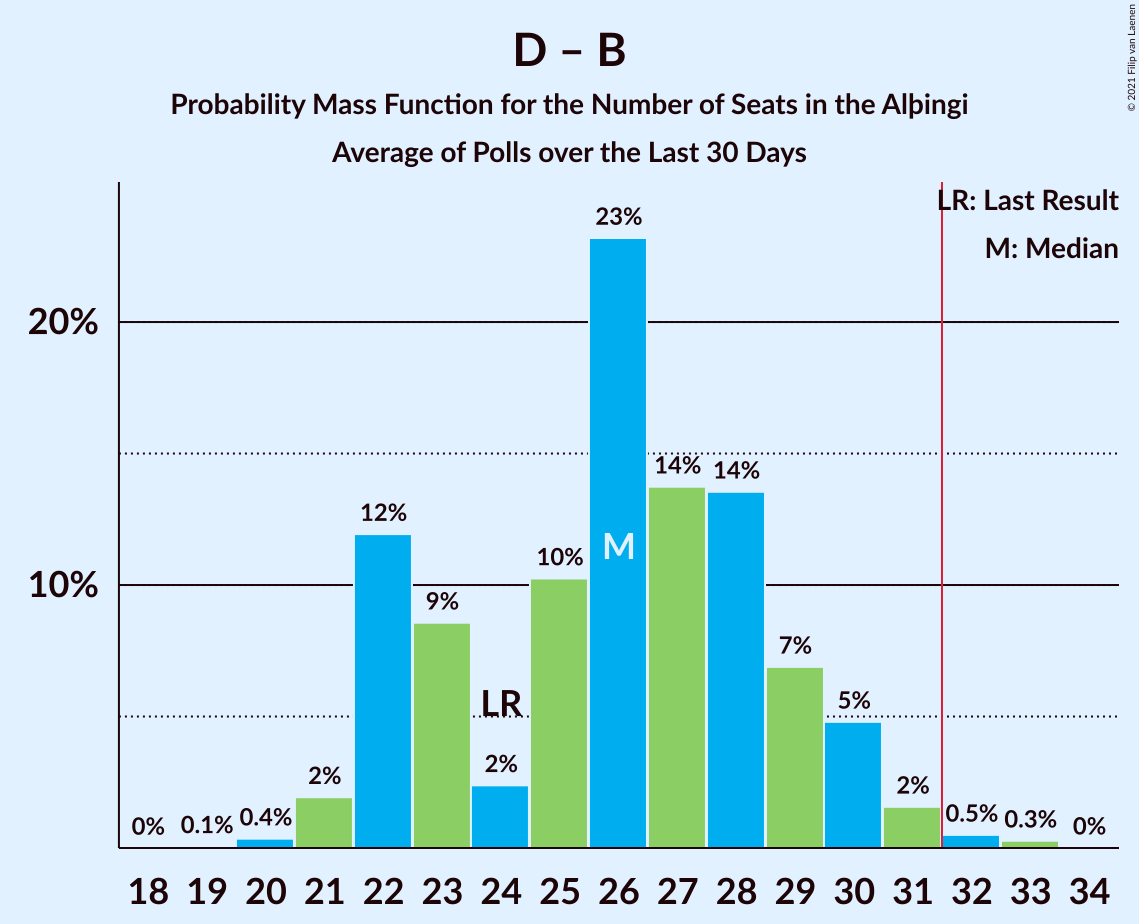 D – B
Probability Mass Function for the Number of Seats in the Alþingi
Average of Polls over the Last 30 Days
© 2021 Filip van Laenen
LR: Last Result
M: Median
20%
10%
0%
0.1%
0.4%
2%
12%
9%
LR
2%
10%
23%
M
14%
14%
7%
5%
2%
0.5%
0.3%
0%
18 19 20 21 22 23 24 25 26 27 28 29 30 31 32 33 34